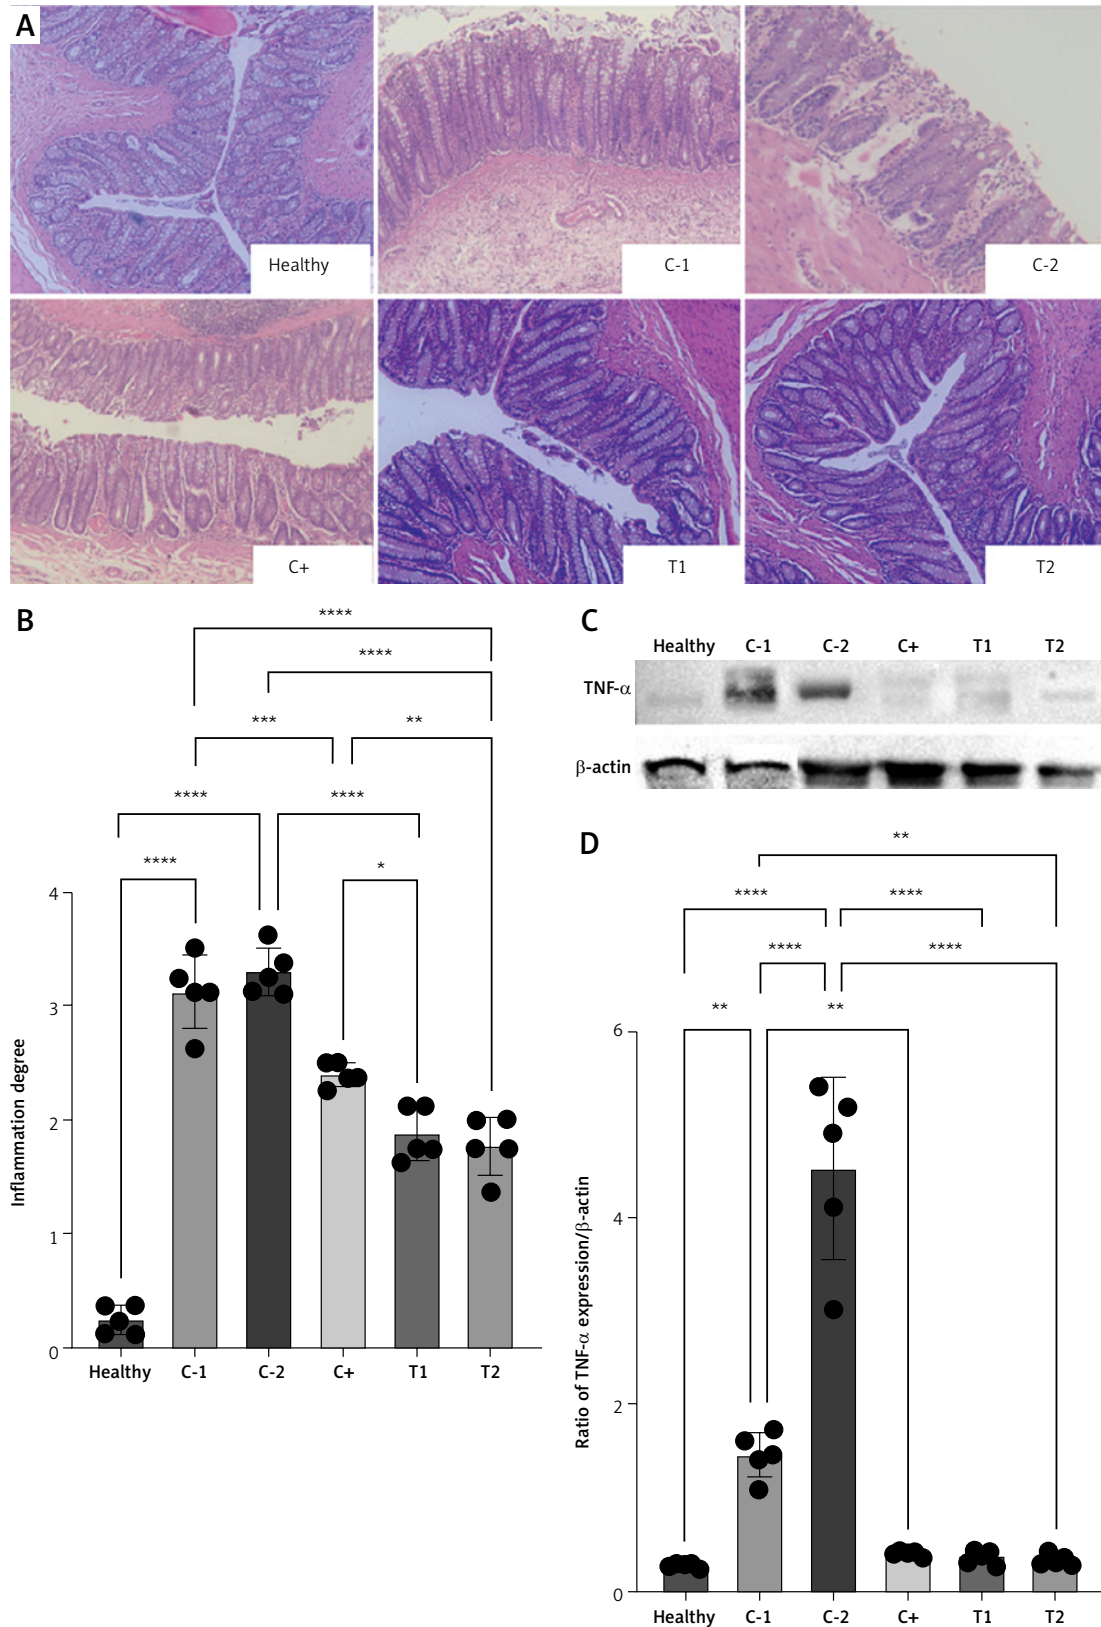 A
Healthy
C-1
C-2
C+
T1
T2
B
****
****
*** **
**** ****
**** *
4
3
2
1
0
Inflammation degree
Healthy C-1 C-2 C+ T1 T2
C
Healthy C-1 C-2 C+ T1 T2
TNF-α
β-actin
D
**
**** ****
**** ****
** **
6
4
2
0
Ratio of TNF-α expression/β-actin
Healthy C-1 C-2 C+ T1 T2